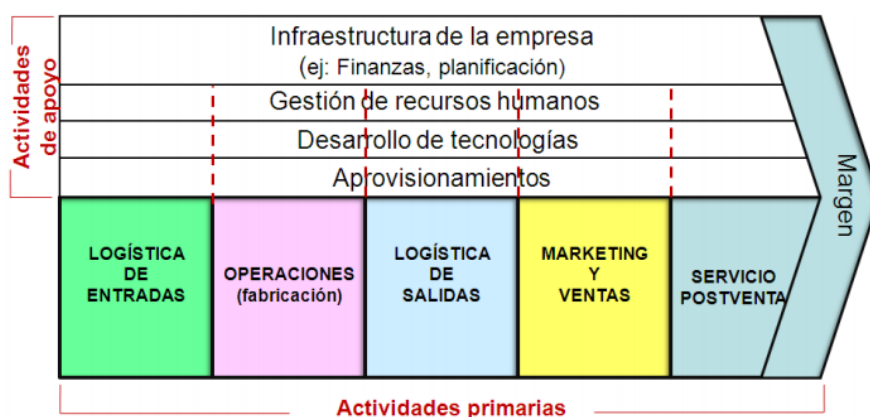 Actividades
de apoyo
Infraestructura de la empresa
(ej: Finanzas, planificación)
Gestión de recursos humanos
Desarrollo de tecnologías
Aprovisionamientos
Margen
LOGÍSTICA
DE
ENTRADAS
OPERACIONES
(fabricación)
LOGÍSTICA
DE
SALIDAS
MARKETING
Y
VENTAS
SERVICIO
POSTVENTA
Actividades primarias